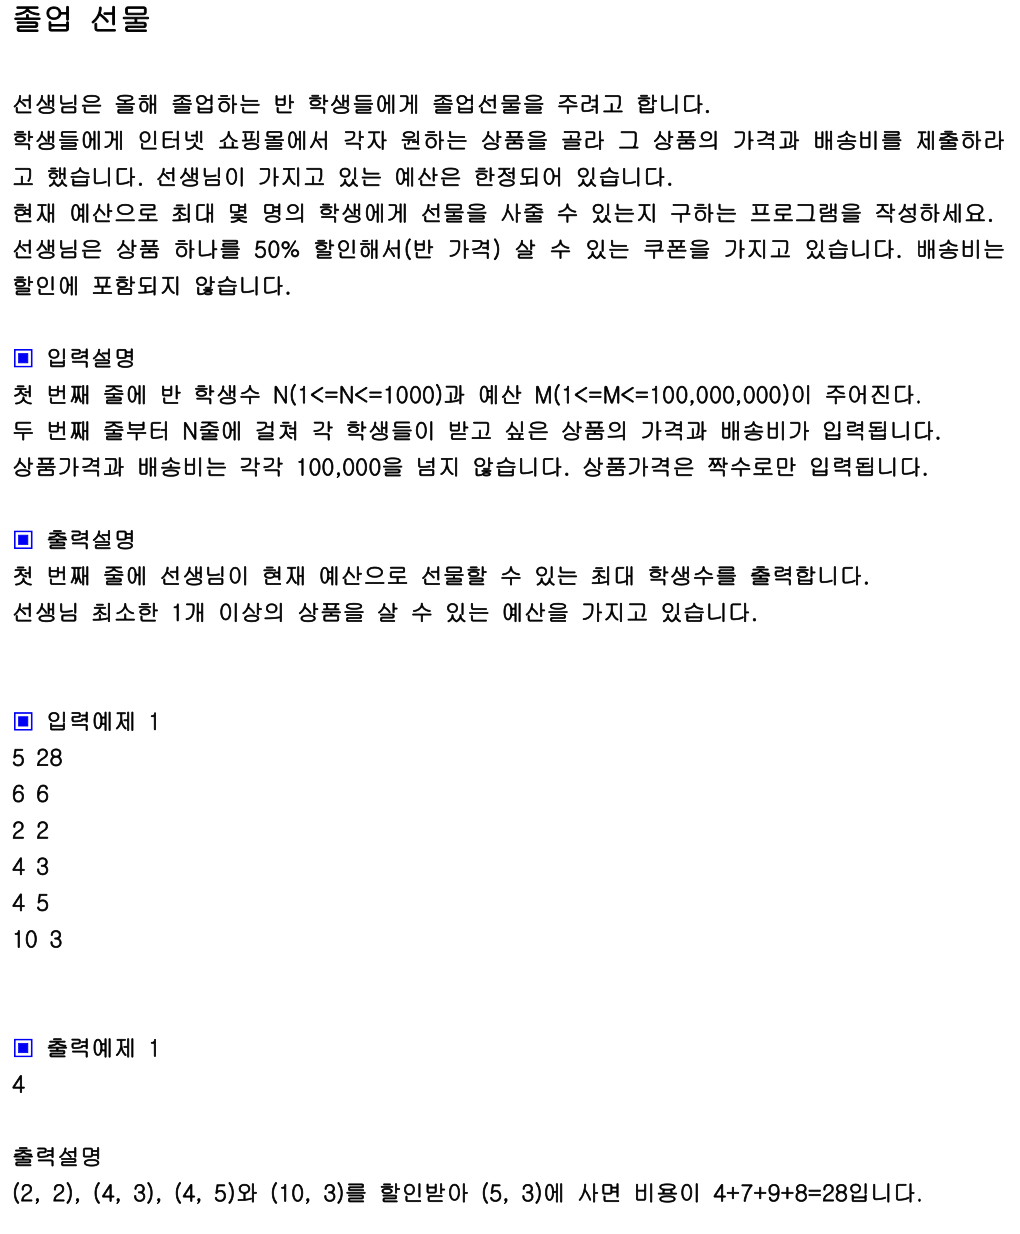 졸업 선물
선생님은 올해 졸업하는 반 학생들에게 졸업선물을 주려고 합니다.
학생들에게 인터넷 쇼핑몰에서 각자 원하는 상품을 골라 그 상품의 가격과 배송비를 제출하라
고 했습니다. 선생님이 가지고 있는 예산은 한정되어 있습니다.
현재 예산으로 최대 몇 명의 학생에게 선물을 사줄 수 있는지 구하는 프로그램을 작성하세요.
선생님은 상품 하나를 50% 할인해서(반 가격) 살 수 있는 쿠폰을 가지고 있습니다. 배송비는
할인에 포함되지 않습니다.
▣ 입력설명
첫 번째 줄에 반 학생수 N(1<=N<=1000)과 예산 M(1<=M<=100,000,000)이 주어진다.
두 번째 줄부터 N줄에 걸쳐 각 학생들이 받고 싶은 상품의 가격과 배송비가 입력됩니다.
상품가격과 배송비는 각각 100,000을 넘지 않습니다. 상품가격은 짝수로만 입력됩니다.
▣ 출력설명
첫 번째 줄에 선생님이 현재 예산으로 선물할 수 있는 최대 학생수를 출력합니다.
선생님 최소한 1개 이상의 상품을 살 수 있는 예산을 가지고 있습니다.
▣ 입력예제 1
5 28
6 6
2 2
4 3
4 5
10 3
▣ 출력예제 1
4
출력설명
(2, 2), (4, 3), (4, 5)와 (10, 3)를 할인받아 (5, 3)에 사면 비용이 4+7+9+8=28입니다.